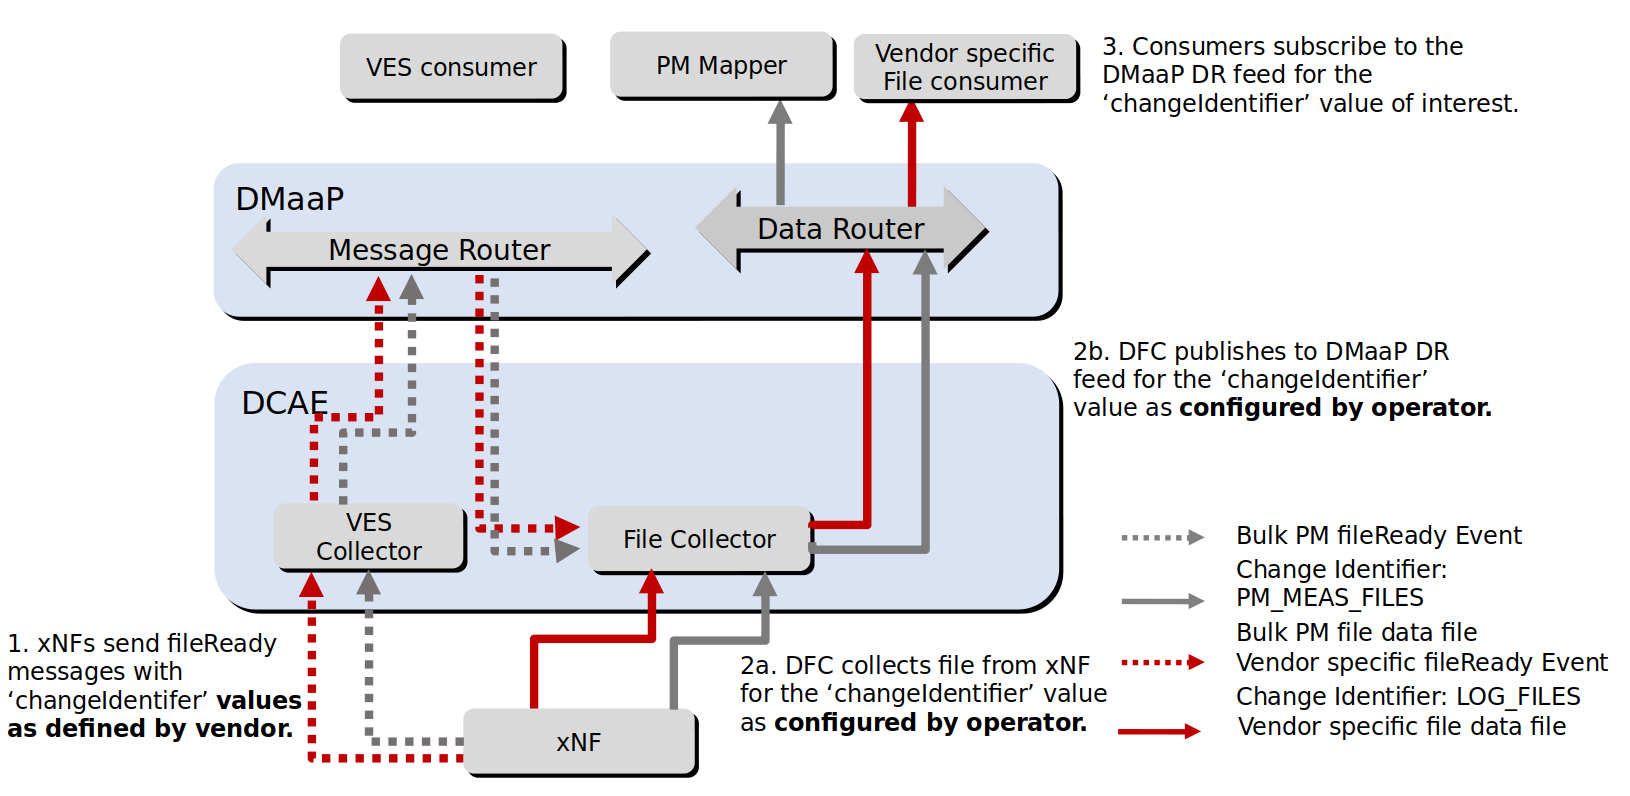 VES consumer
PM Mapper
Vendor specific
File consumer
3. Consumers subscribe to the
DMaaP DR feed for the
‘changeIdentifier’ value of interest.
DMaaP
Message Router
Data Router
2b. DFC publishes to DMaaP DR
feed for the ‘changeIdentifier’
value as configured by operator.
DCAE
VES
Collector
File Collector
1. xNFs send fileReady
messages with
‘changeIdentifer’ values
as defined by vendor.
2a. DFC collects file from xNF
for the ‘changeIdentifier’ value
as configured by operator.
xNF
Bulk PM fileReady Event
Change Identifier:
PM_MEAS_FILES
Bulk PM file data file
Vendor specific fileReady Event
Change Identifier: LOG_FILES
Vendor specific file data file